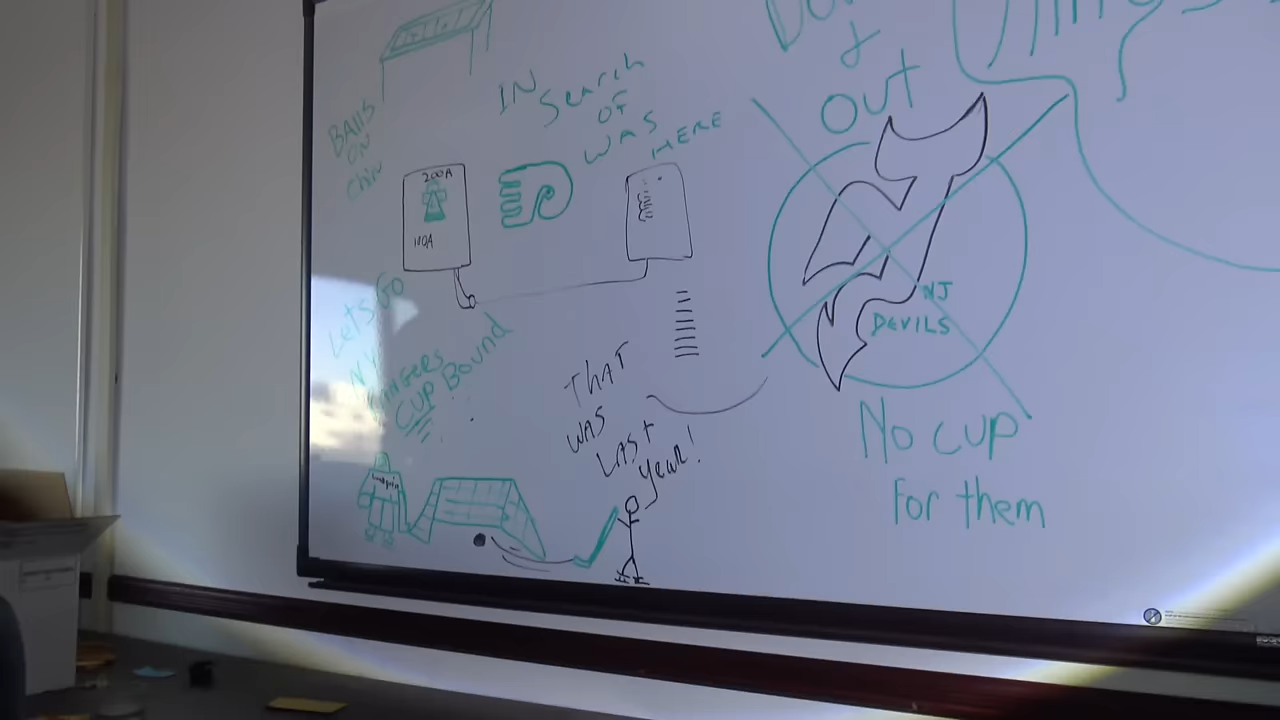 OUT
IN
Search
OF
WAS
HERE
BAllS
ON
Chin
200A
100A
NJ
DEVILS
LETS GO
NY
RANGERS
CUP Bound
THAT
WAS
LAST
YEAR!
No CUP
For them